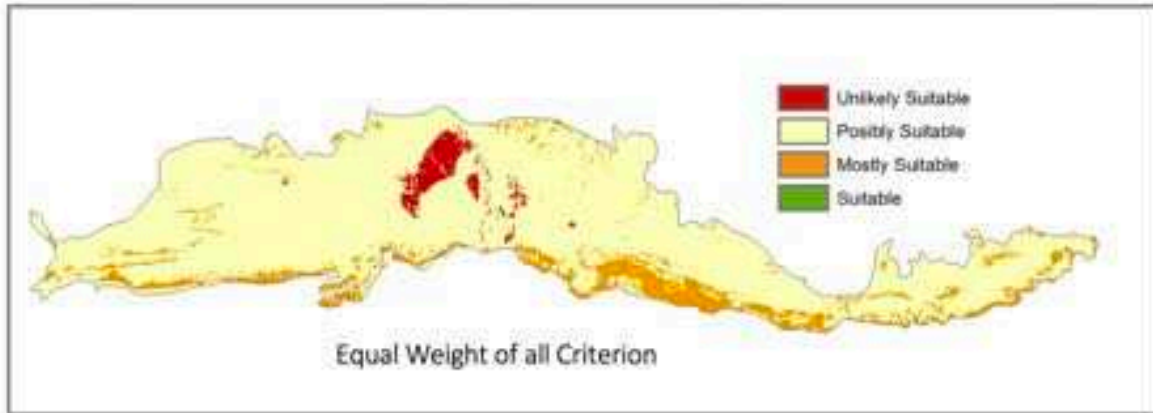 Unlikely Suitable
Posibly Suitable
Mostly Suitable
Suitable
Equal Weight of all Criterion